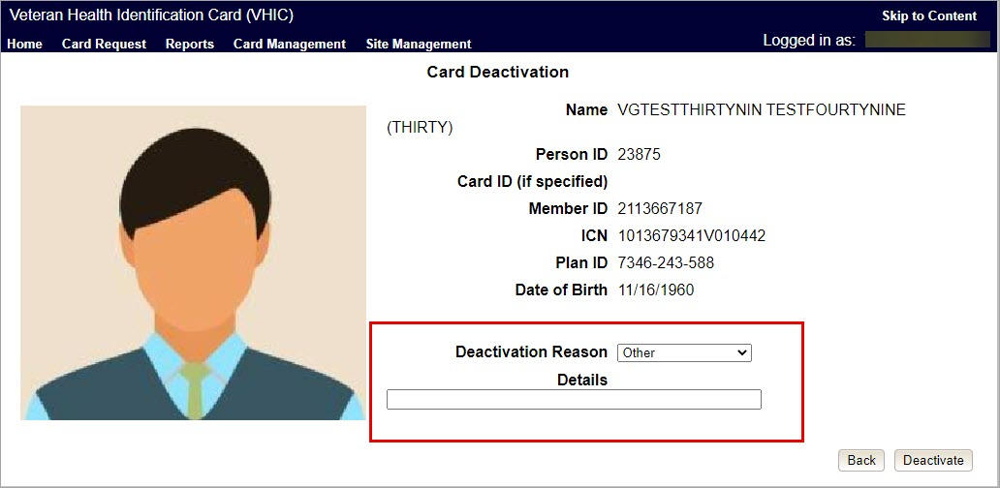 Veteran Health Identification Card (VHIC)
Skip to Content
Home Card Request Reports Card Management Site Management
Logged in as:
Card Deactivation
Name VGTESTTHIRTYNIN TESTFOURTYNINE
(THIRTY)
Person ID 23875
Card ID (if specified)
Member ID 2113667187
ICN 1013679341V010442
Plan ID 7346-243-588
Date of Birth 11/16/1960
Deactivation Reason Other
Details
Back Deactivate